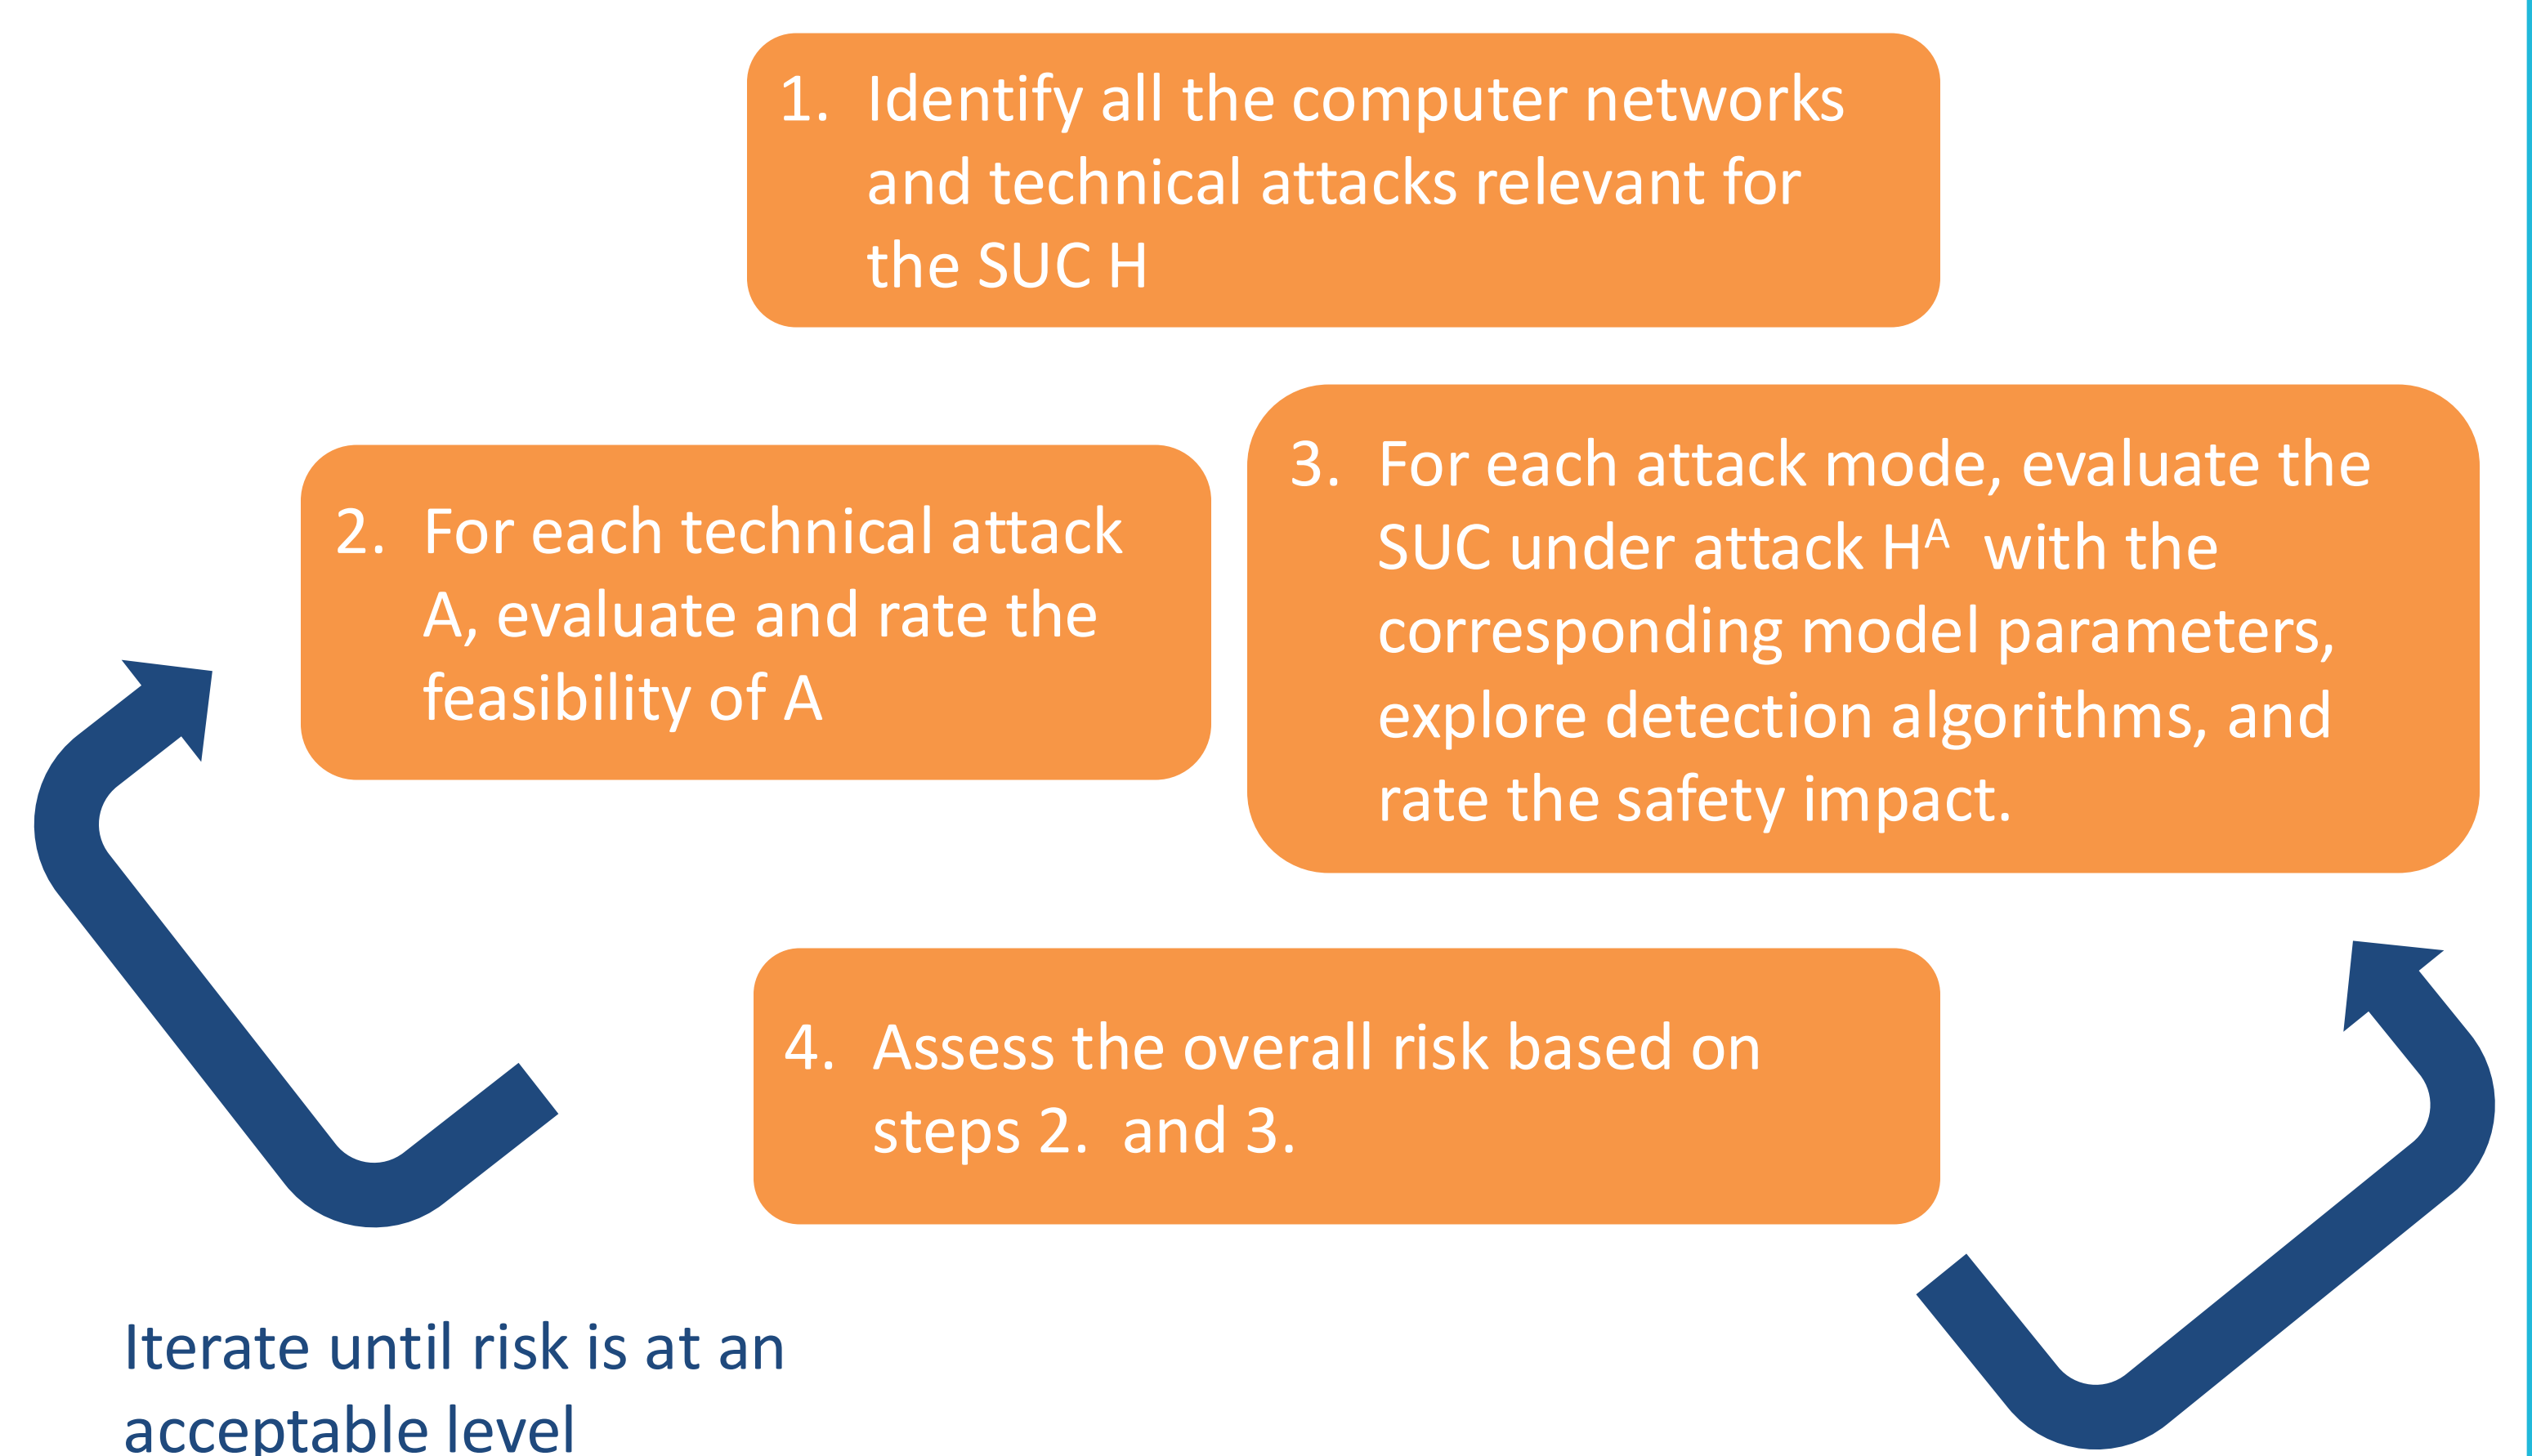 1. Identify all the computer networks
and technical attacks relevant for
the SUC H
2. For each technical attack
A, evaluate and rate the
feasibility of A
3. For each attack mode, evaluate the
SUC under attack Hᴬ with the
corresponding model parameters,
explore detection algorithms, and
rate the safety impact.
4. Assess the overall risk based on
steps 2. and 3.
Iterate until risk is at an
acceptable level